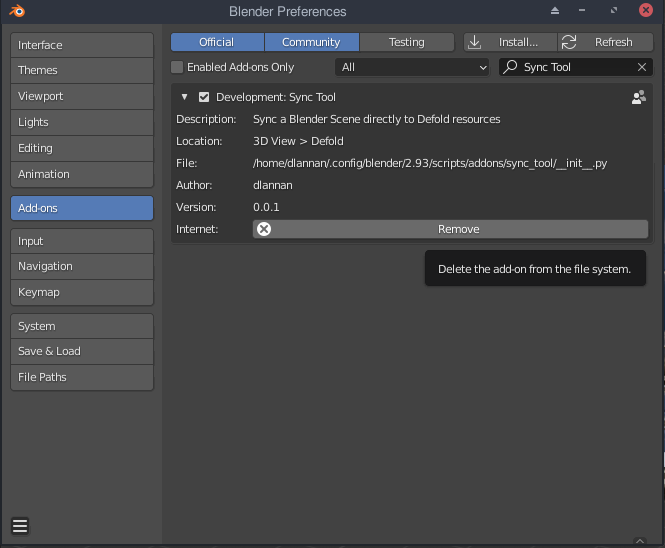 Blender Preferences
Interface
Themes
Viewport
Lights
Editing
Animation
Add-ons
Input
Navigation
Keymap
System
Save & Load
File Paths
Official Community Testing Install... Refresh
Enabled Add-ons Only All Sync Tool
Development: Sync Tool
Description: Sync a Blender Scene directly to Defold resources
Location: 3D View > Defold
File: /home/dlannan/.config/blender/2.93/scripts/addons/sync_tool/__init__.py
Author: dlannan
Version: 0.0.1
Internet: Remove
Delete the add-on from the file system.